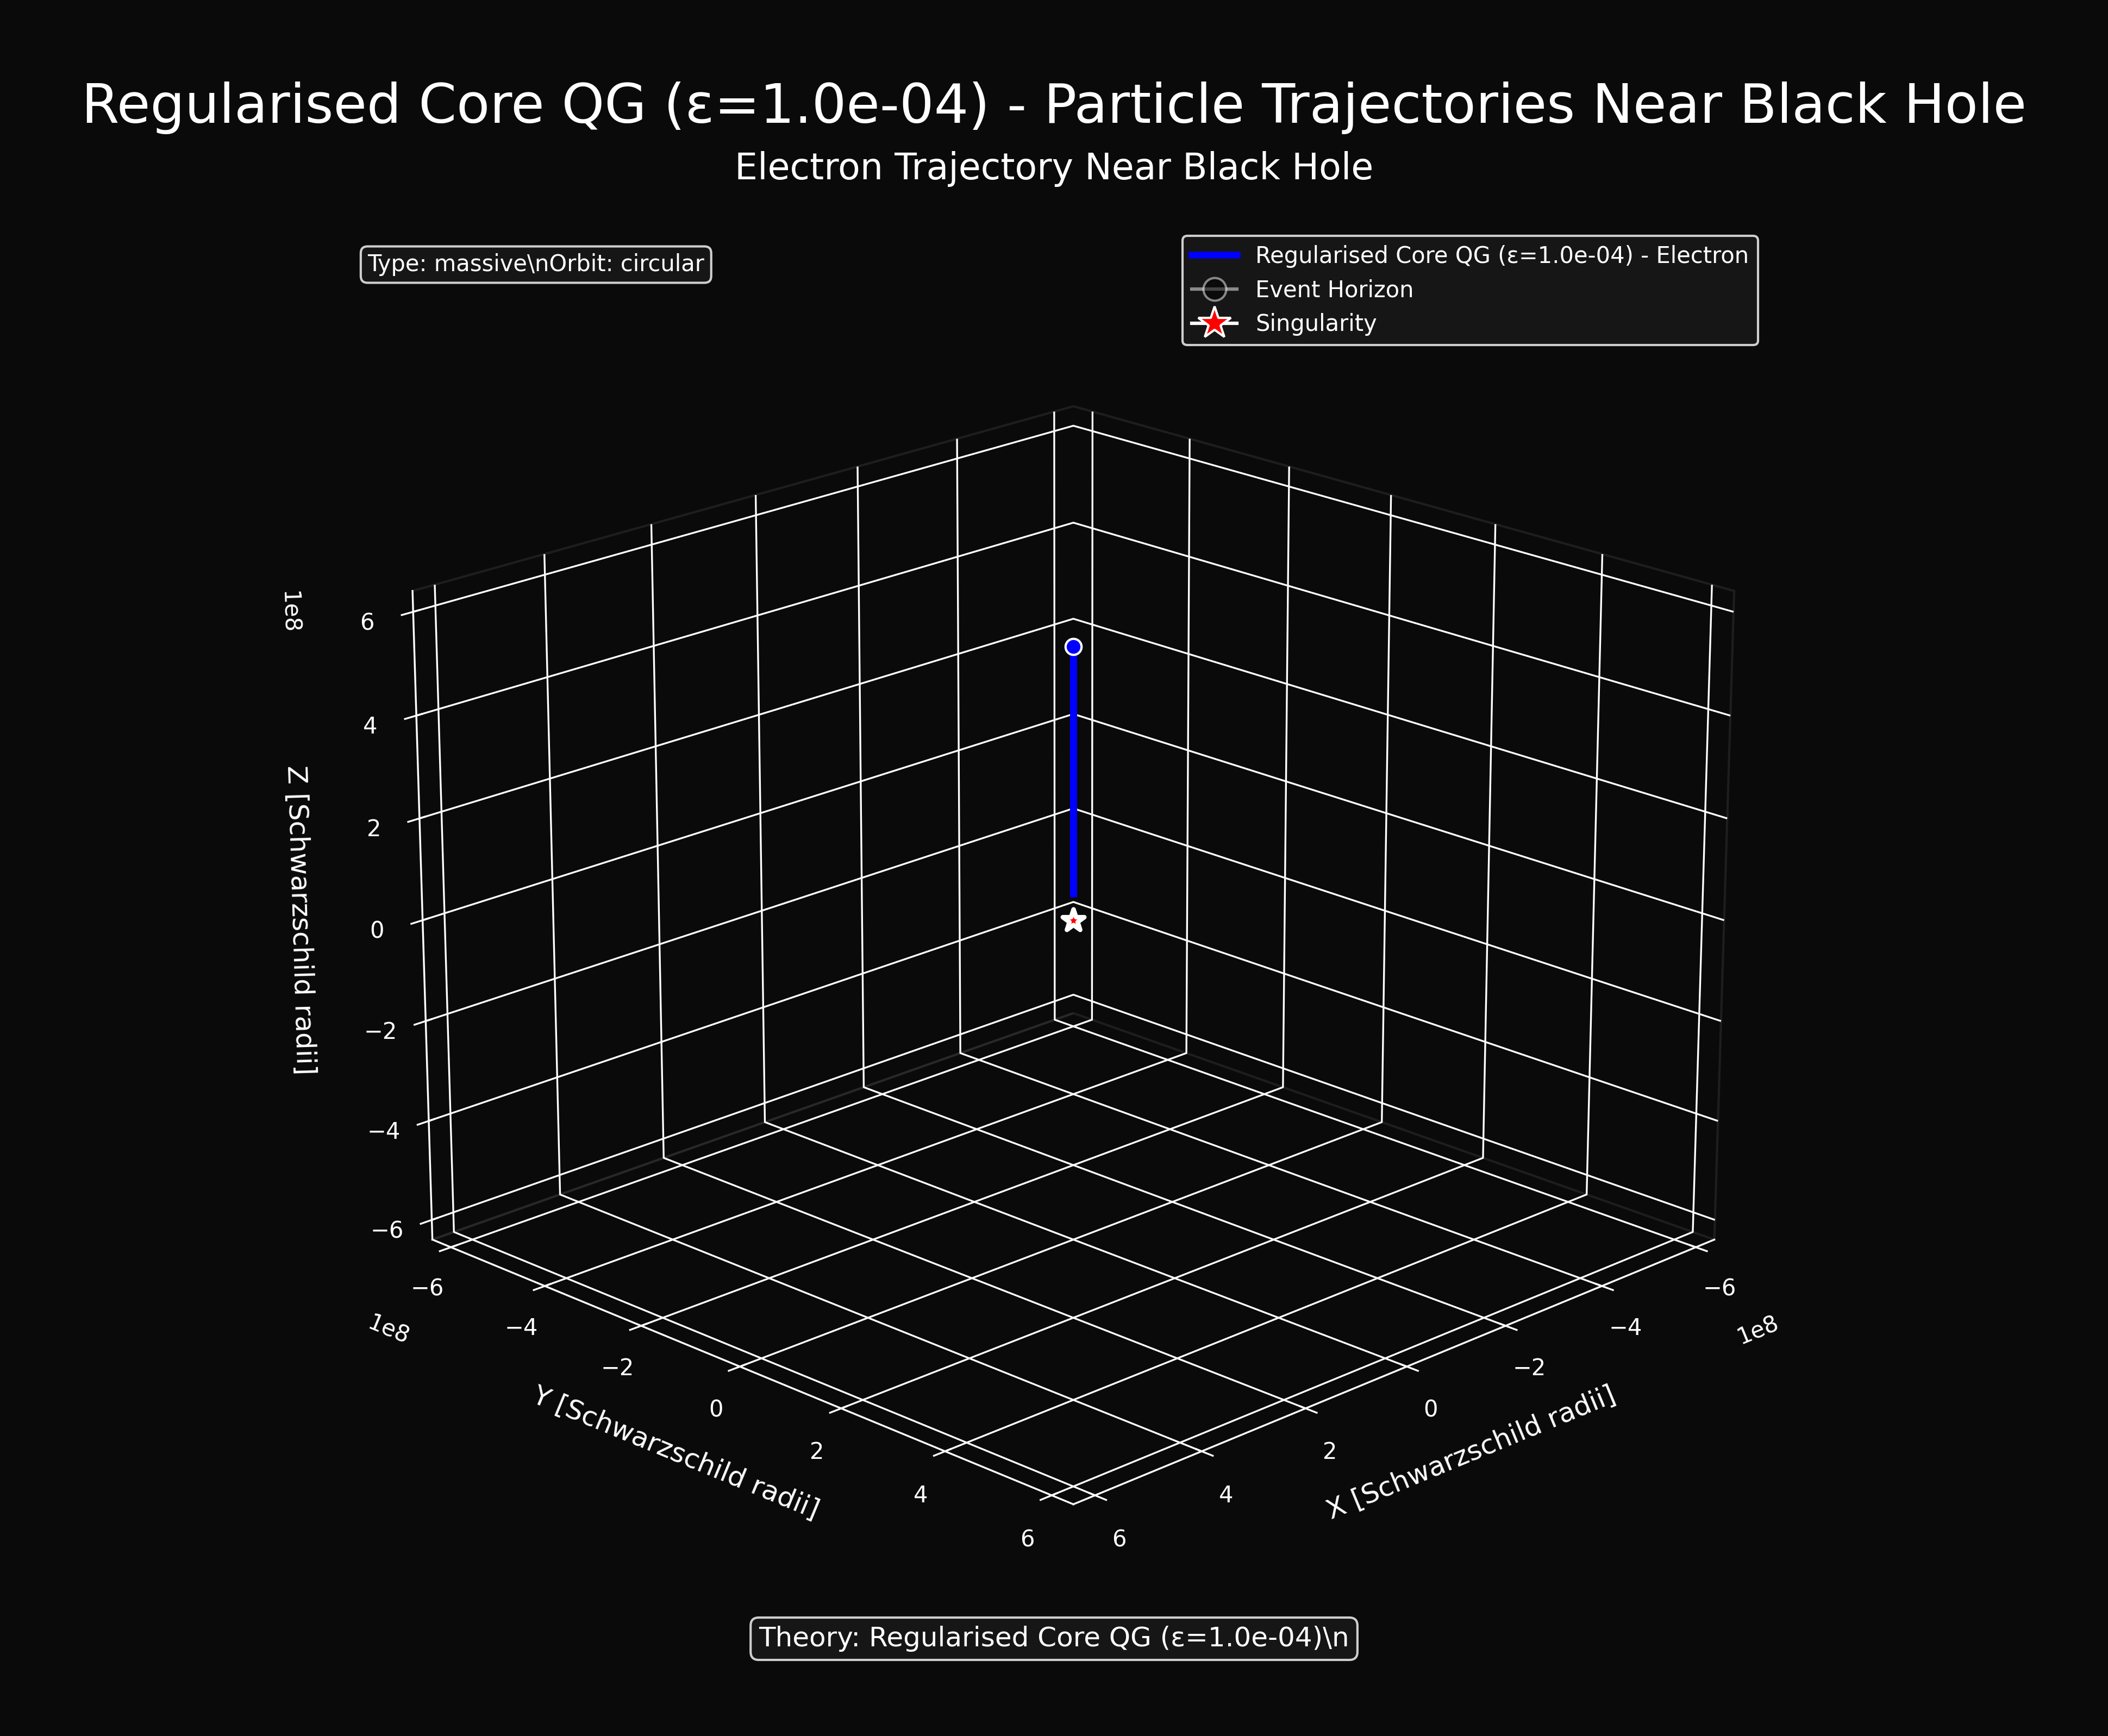 Regularised Core QG (ε=1.0e-04) - Particle Trajectories Near Black Hole
Electron Trajectory Near Black Hole
Type: massive\nOrbit: circular
Regularised Core QG (ε=1.0e-04) - Electron
Event Horizon
Singularity
1e8
6
4
2
0
−2
−4
−6
Z [Schwarzschild radii]
−6
−4
−2
0
2
4
6
1e8
Y [Schwarzschild radii]
6
4
2
0
−2
−4
−6
1e8
X [Schwarzschild radii]
Theory: Regularised Core QG (ε=1.0e-04)\n